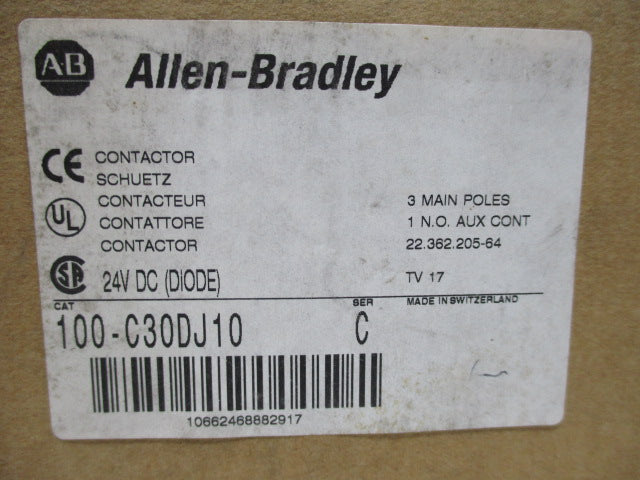 AB Allen-Bradley
CE CONTACTOR
SCHUETZ
CONTACTEUR 3 MAIN POLES
UL CONTATTORE 1 N.O. AUX CONT
CONTACTOR 22.362.205-64
SA 24V DC (DIODE) TV 17
CAT SER MADE IN SWITZERLAND
100-C30DJ10 C
10662468882917